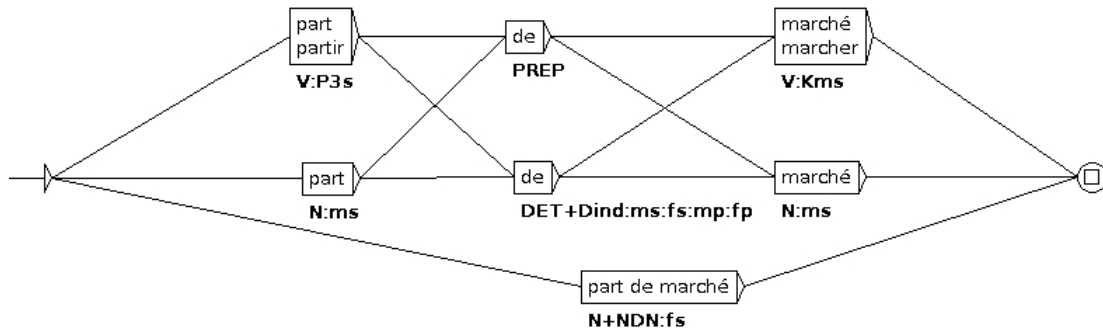 part
partir
V:P3s
de
PREP
marché
marcher
V:Kms
part
N:ms
de
DET+Dind:ms:fs:mp:fp
marché
N:ms
part de marché
N+NDN:fs